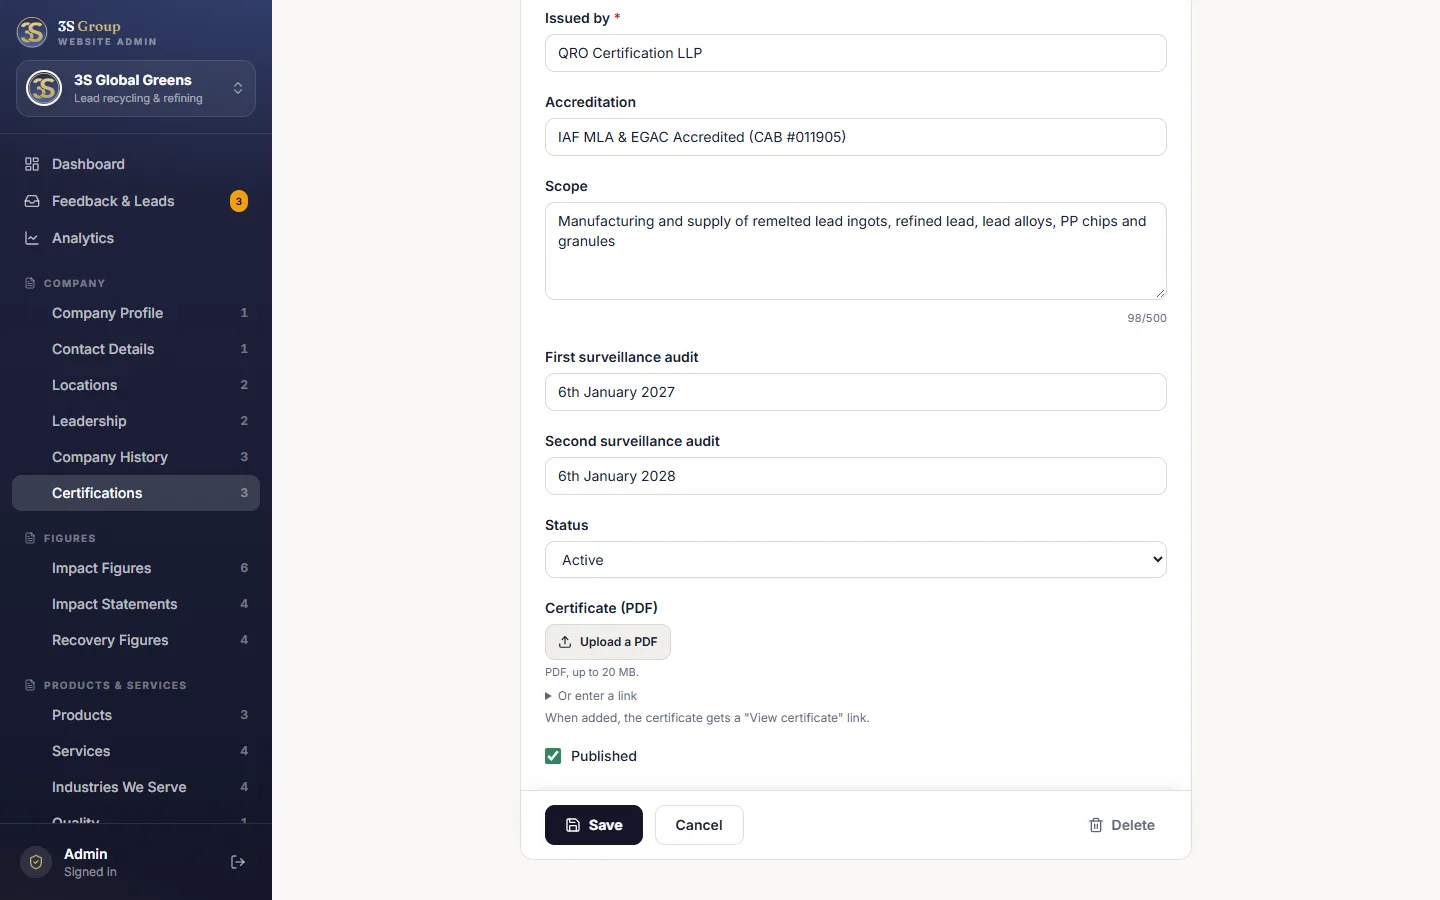 3S Group
WEBSITE ADMIN
3S Global Greens
Lead recycling & refining
Dashboard
Feedback & Leads 3
Analytics
COMPANY
Company Profile 1
Contact Details 1
Locations 2
Leadership 2
Company History 3
Certifications 3
FIGURES
Impact Figures 6
Impact Statements 4
Recovery Figures 4
PRODUCTS & SERVICES
Products 3
Services 4
Industries We Serve 4
Quality 1
Admin
Signed in
Issued by *
QRO Certification LLP
Accreditation
IAF MLA & EGAC Accredited (CAB #011905)
Scope
Manufacturing and supply of remelted lead ingots, refined lead, lead alloys, PP chips and
granules
98/500
First surveillance audit
6th January 2027
Second surveillance audit
6th January 2028
Status
Active
Certificate (PDF)
Upload a PDF
PDF, up to 20 MB.
Or enter a link
When added, the certificate gets a "View certificate" link.
Published
Save
Cancel
Delete